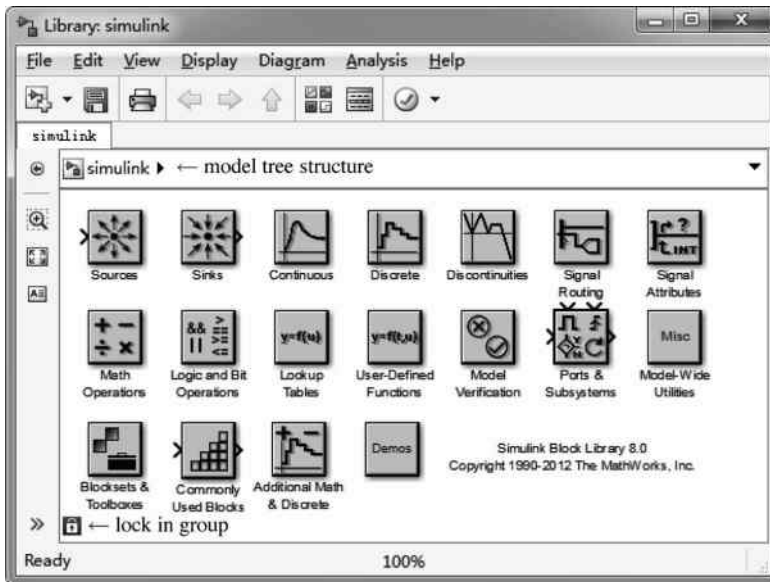 Library: simulink
File Edit View Display Diagram Analysis Help
simulink
simulink ← model tree structure
Sources Sinks Continuous Discrete Discontinuities Signal Routing Signal Attributes
&& || > >= == <= y=f(u) y=f(t,u) Misc
Math Operations Logic and Bit Operations Lookup Tables User-Defined Functions Model Verification Ports & Subsystems Model-Wide Utilities
Demos
Simulink Block Library 8.0
Copyright 1990-2012 The MathWorks, Inc.
Blocksets & Toolboxes Commonly Used Blocks Additional Math & Discrete
← lock in group
Ready 100%